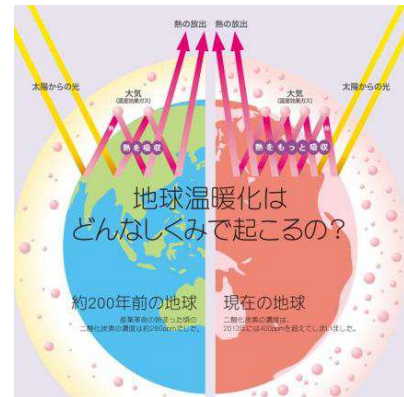 熱の放出 熱の放出
太陽からの光
大気
(温室効果ガス)
大気
(温室効果ガス)
太陽からの光
熱を吸収
熱をもっと吸収
地球温暖化は
どんなしくみで起こるの?
約200年前の地球
産業革命の始まった頃の
二酸化炭素の濃度は約280ppmでした。
現在の地球
二酸化炭素の濃度は、
2013年には400ppmを超えてしまいました。